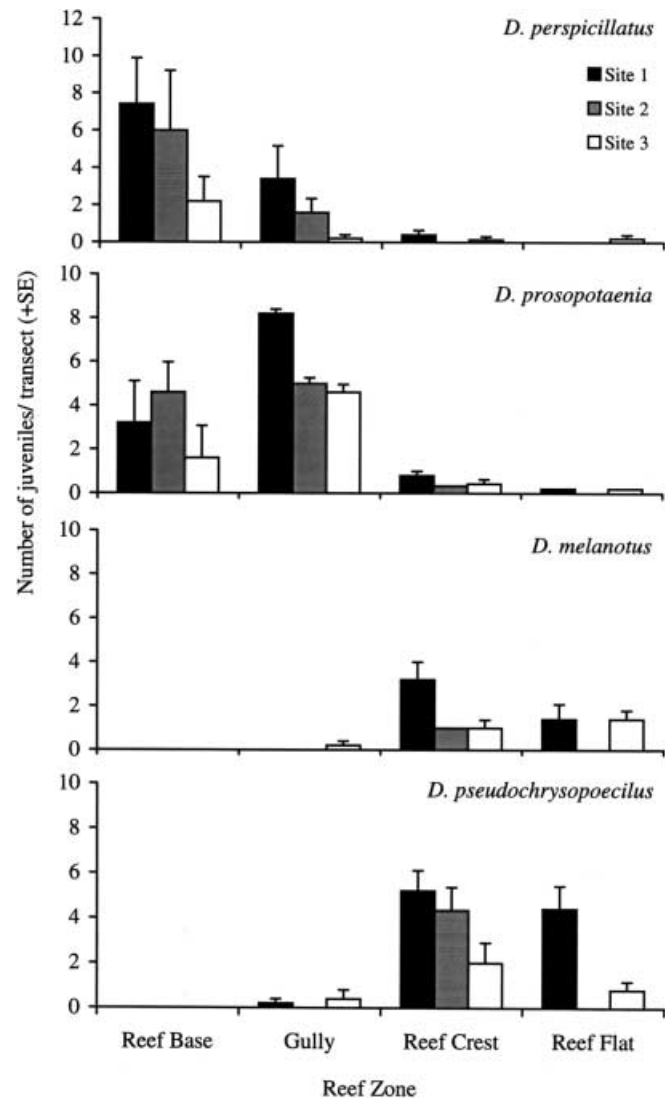 12
10
8
6
4
2
0
D. perspicillatus
Site 1
Site 2
Site 3
10
8
6
4
2
0
D. prosopotaenia
10
8
6
4
2
0
D. melanotus
10
8
6
4
2
0
D. pseudochrysopoecilus
Number of juveniles/ transect (+SE)
Reef Base Gully Reef Crest Reef Flat
Reef Zone